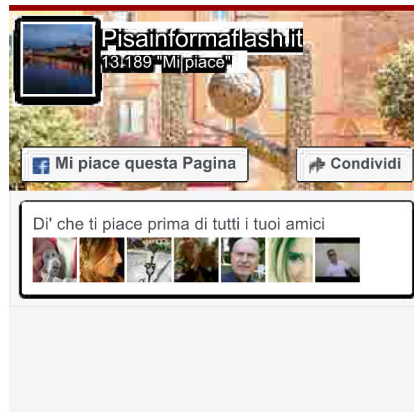 Pisainformaflash.it
13.189 "Mi piace"
Mi piace questa Pagina
Condividi
Di' che ti piace prima di tutti i tuoi amici